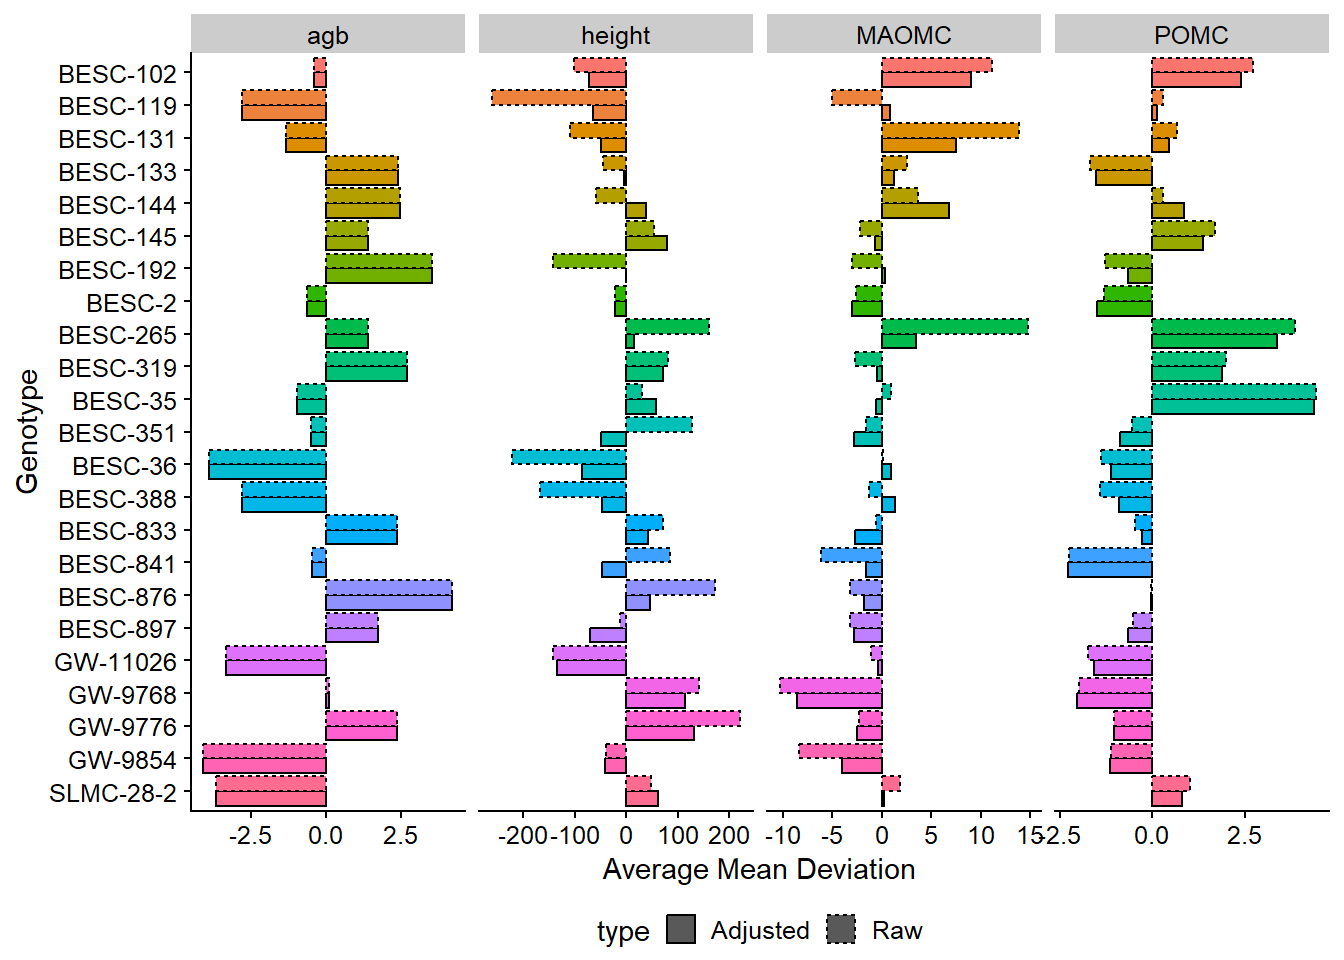 agb height MAOMC POMC
BESC-102
BESC-119
BESC-131
BESC-133
BESC-144
BESC-145
BESC-192
BESC-2
BESC-265
BESC-319
BESC-35
BESC-351
BESC-36
BESC-388
BESC-833
BESC-841
BESC-876
BESC-897
GW-11026
GW-9768
GW-9776
GW-9854
SLMC-28-2
Genotype
-2.5 0.0 2.5 -200 -100 0 100 200 -10 -5 0 5 10 15 -2.5 0.0 2.5
Average Mean Deviation
type Adjusted Raw